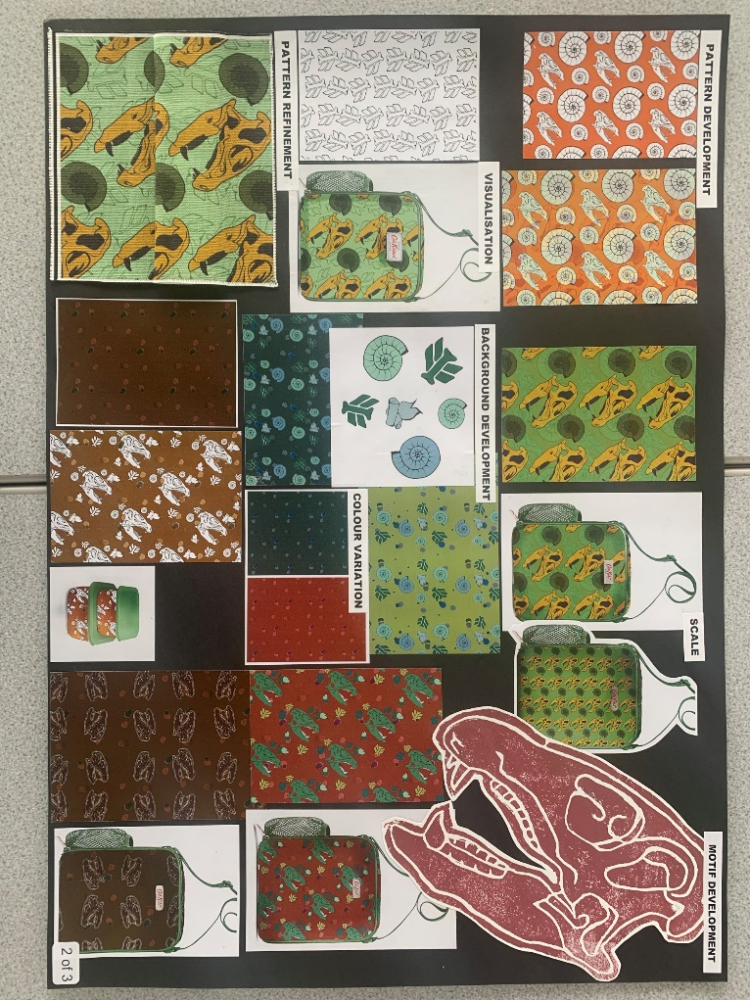 PATTERN DEVELOPMENT
PATTERN REFINEMENT
VISUALISATION
BACKGROUND DEVELOPMENT
COLOUR VARIATION
SCALE
MOTIF DEVELOPMENT
2 of 3